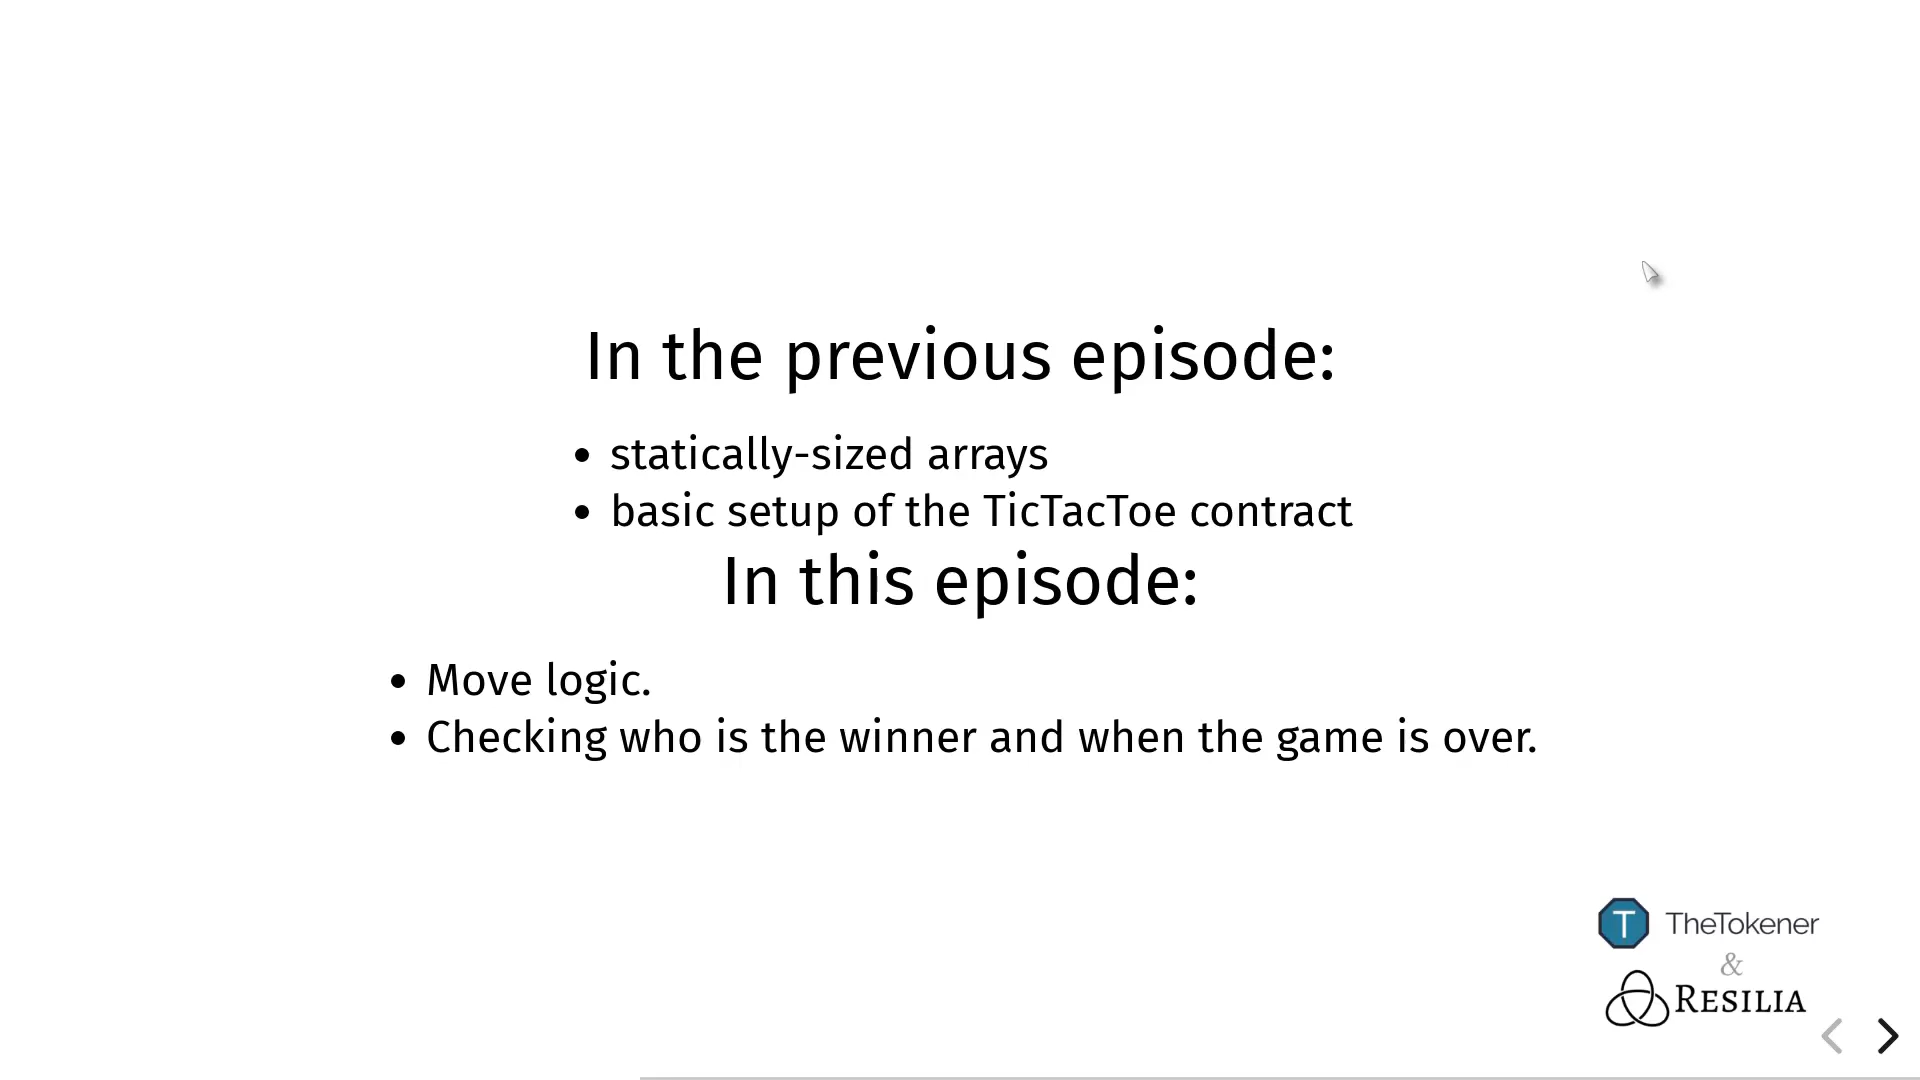 In the previous episode:
• statically-sized arrays
• basic setup of the TicTacToe contract
In this episode:
• Move logic.
• Checking who is the winner and when the game is over.
T TheTokener
&
RESILIA